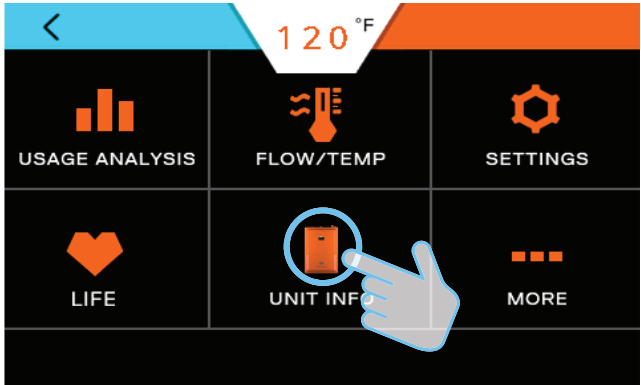 120°F
USAGE ANALYSIS
FLOW/TEMP
SETTINGS
LIFE
UNIT INFO
MORE